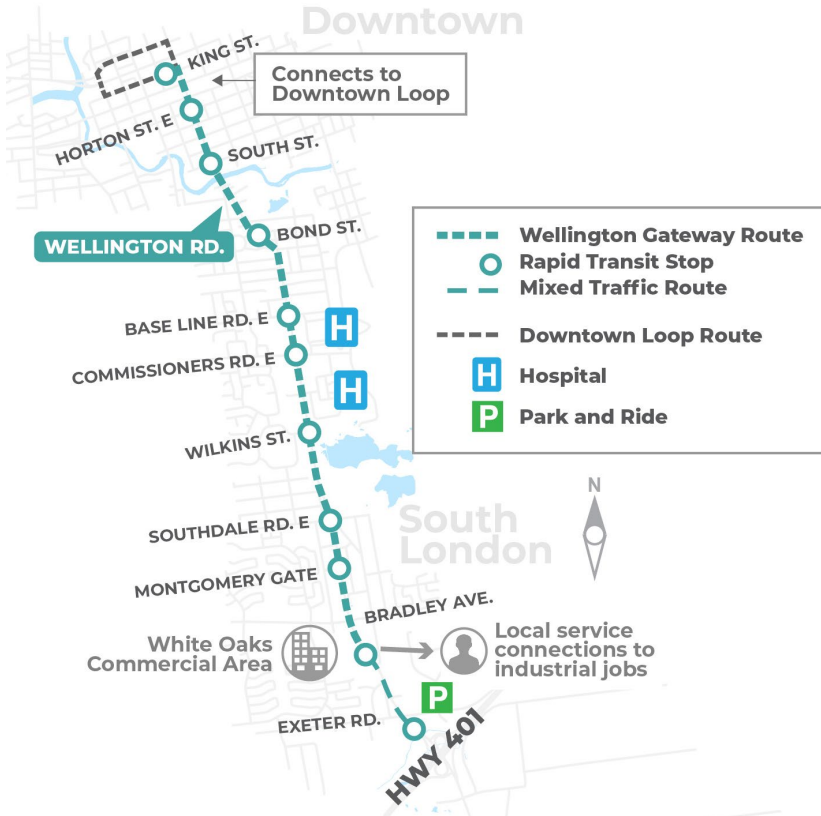 Downtown
KING ST.
Connects to
Downtown Loop
HORTON ST. E
SOUTH ST.
WELLINGTON RD.
BOND ST.
Wellington Gateway Route
Rapid Transit Stop
Mixed Traffic Route
Downtown Loop Route
H Hospital
P Park and Ride
BASE LINE RD. E
H
COMMISSIONERS RD. E
H
WILKINS ST.
N
SOUTHDALE RD. E
South
London
MONTGOMERY GATE
BRADLEY AVE.
White Oaks
Commercial Area
Local service
connections to
industrial jobs
P
EXETER RD.
HWY 401